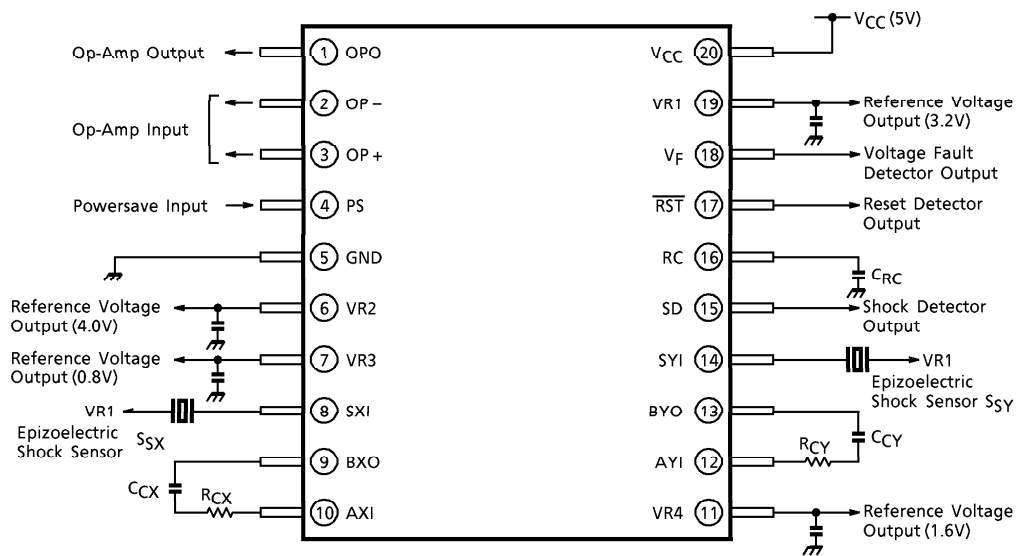 VCC (5V)
Op-Amp Output
1 OPO
VCC 20
Op-Amp Input
2 OP−
VR1 19
Reference Voltage
Output (3.2V)
3 OP+
VF 18
Voltage Fault
Detector Output
Powersave Input
4 PS
RST 17
Reset Detector
Output
5 GND
RC 16
CRC
Reference Voltage
Output (4.0V)
6 VR2
SD 15
Shock Detector
Output
Reference Voltage
Output (0.8V)
7 VR3
SYI 14
VR1
Epizoelectric
Shock Sensor SSY
VR1
8 SXI
BYO 13
Epizoelectric
Shock Sensor
SSX
CCY
9 BXO
AYI 12
RCY
CCX
RCX
10 AXI
VR4 11
Reference Voltage
Output (1.6V)